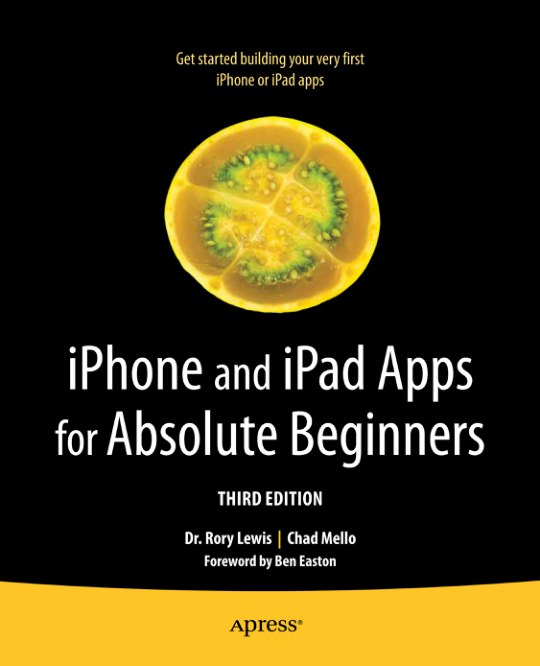 Get started building your very first
iPhone or iPad apps
iPhone and iPad Apps
for Absolute Beginners
THIRD EDITION
Dr. Rory Lewis | Chad Mello
Foreword by Ben Easton
Apress®